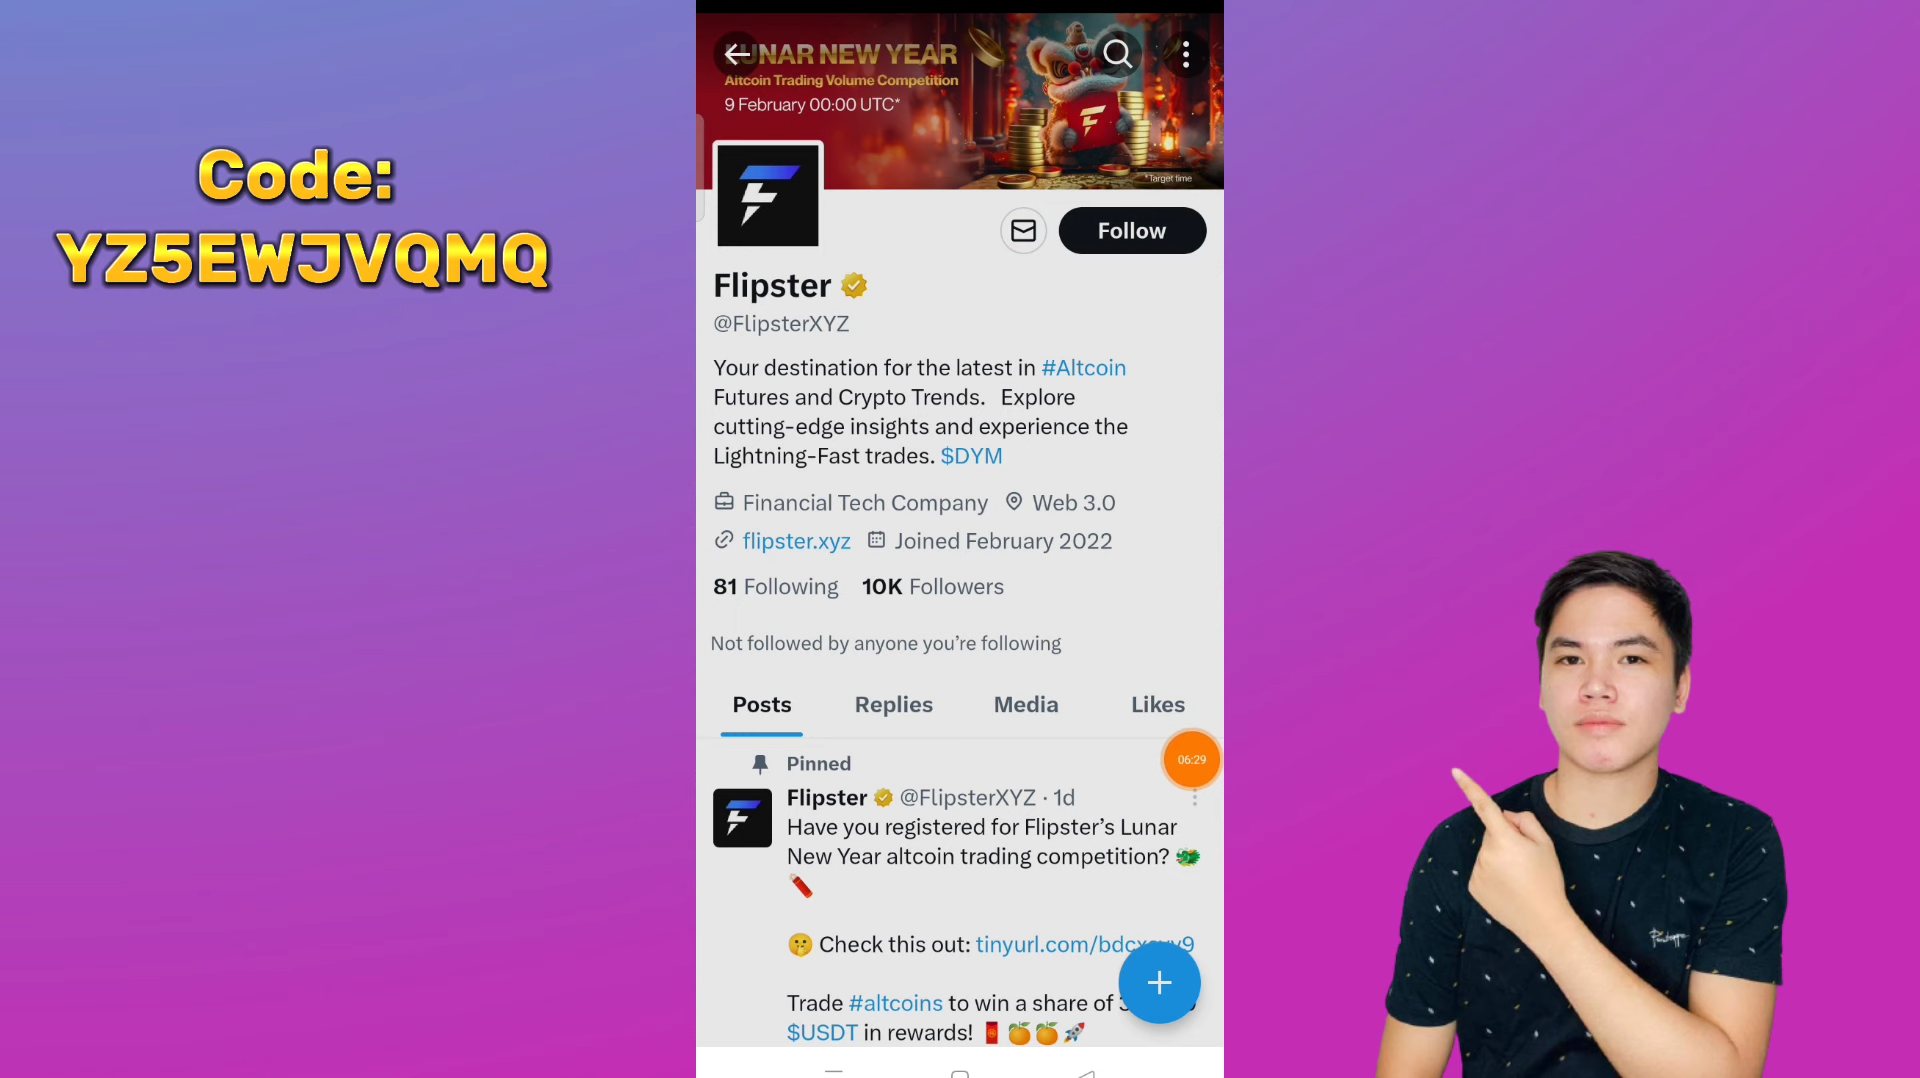 Code:
YZ5EWJVQMQ
LUNAR NEW YEAR
Altcoin Trading Volume Competition
9 February 00:00 UTC*
*Target time
Follow
Flipster
@FlipsterXYZ
Your destination for the latest in #Altcoin
Futures and Crypto Trends. Explore
cutting-edge insights and experience the
Lightning-Fast trades. $DYM
Financial Tech Company Web 3.0
flipster.xyz Joined February 2022
81 Following 10K Followers
Not followed by anyone you’re following
Posts Replies Media Likes
Pinned
06:29
Flipster @FlipsterXYZ · 1d
Have you registered for Flipster’s Lunar
New Year altcoin trading competition? 🐲
🧨
🤫 Check this out:
Trade #altcoins to win a share of
$USDT in rewards! 🧧🍊🍊🚀